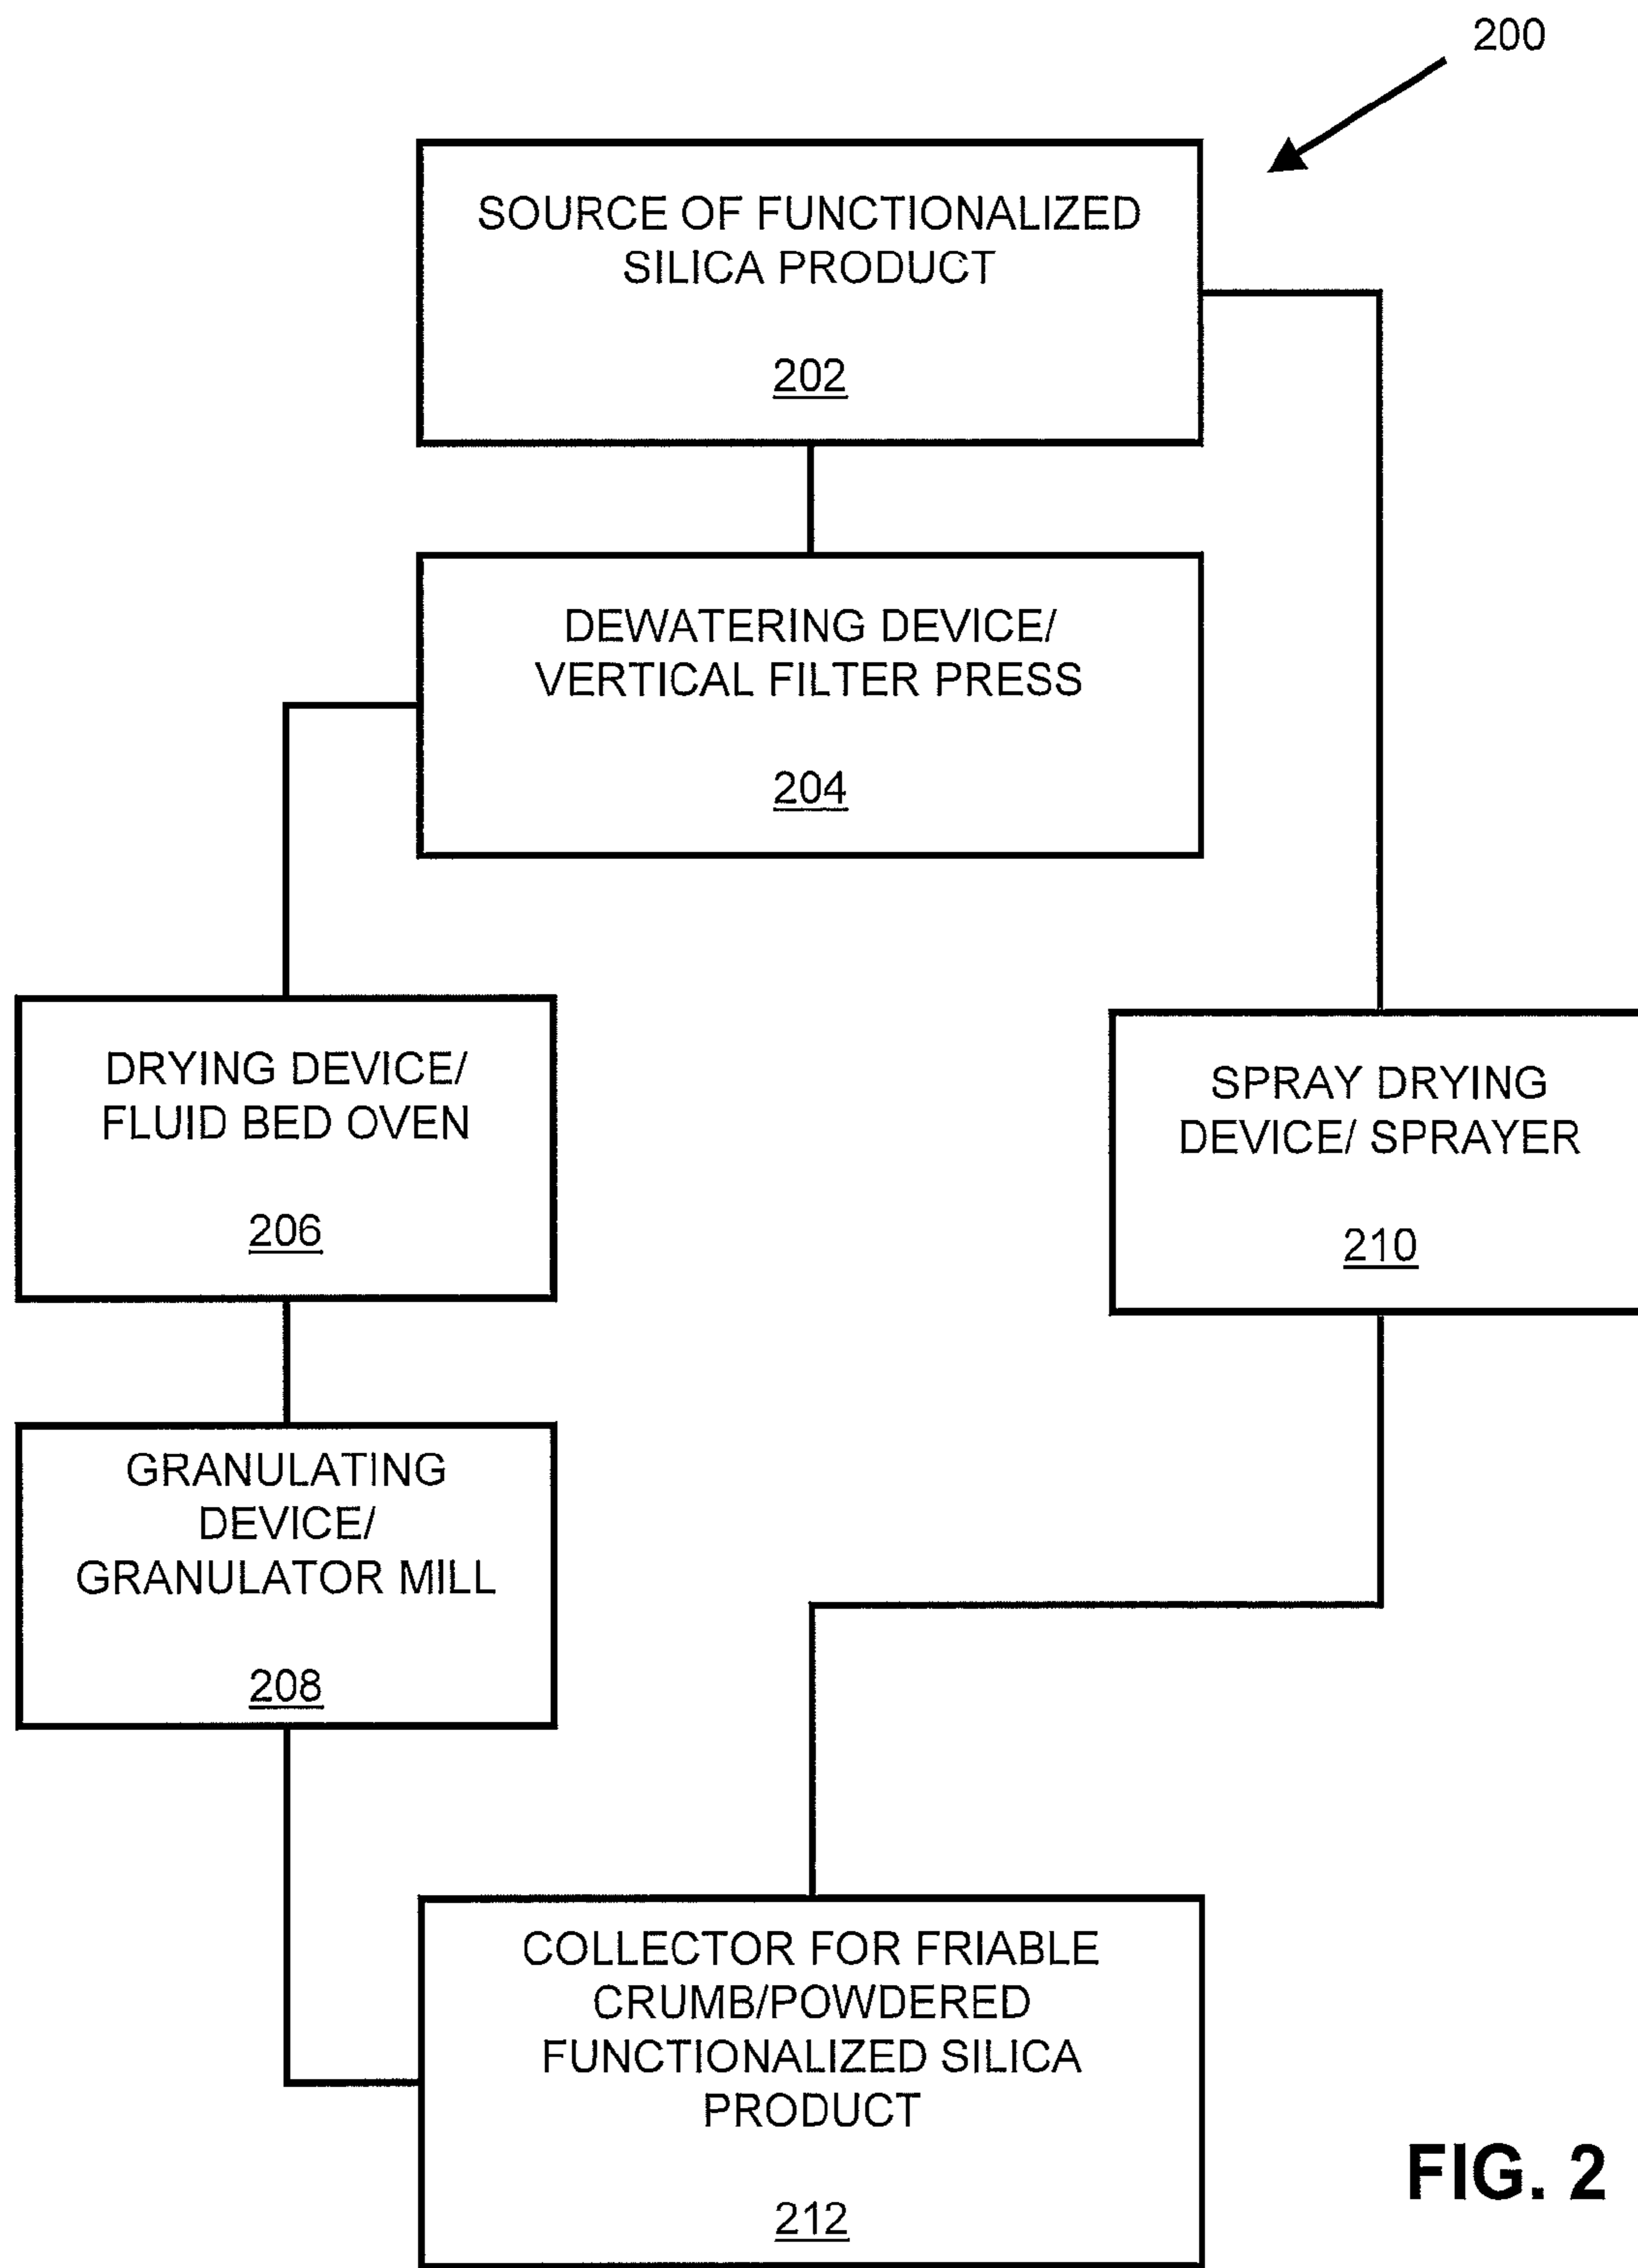 200
SOURCE OF FUNCTIONALIZED
SILICA PRODUCT
202
DEWATERING DEVICE/
VERTICAL FILTER PRESS
204
DRYING DEVICE/
FLUID BED OVEN
206
SPRAY DRYING
DEVICE/ SPRAYER
210
GRANULATING
DEVICE/
GRANULATOR MILL
208
COLLECTOR FOR FRIABLE
CRUMB/POWDERED
FUNCTIONALIZED SILICA
PRODUCT
212
FIG. 2